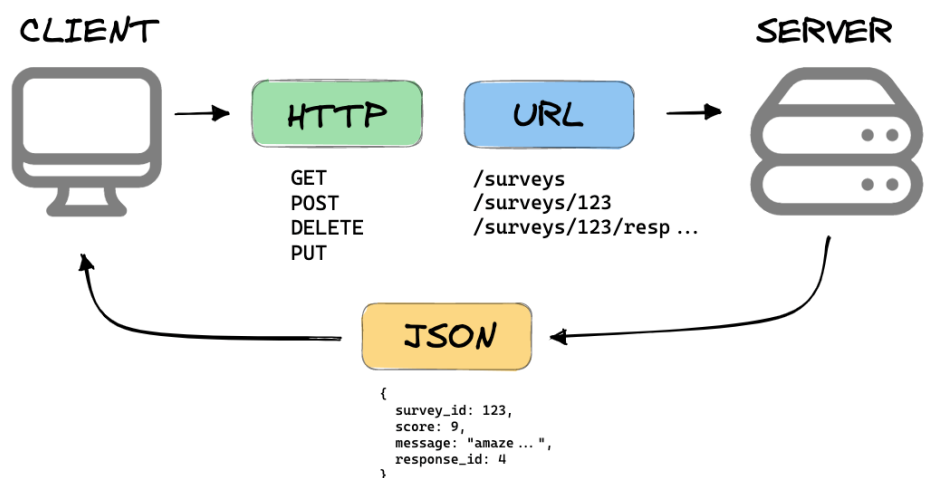 CLIENT
SERVER
HTTP
URL
GET
POST
DELETE
PUT
/surveys
/surveys/123
/surveys/123/resp...
JSON
{
survey_id: 123,
score: 9,
message: "amaze...",
response_id: 4
}